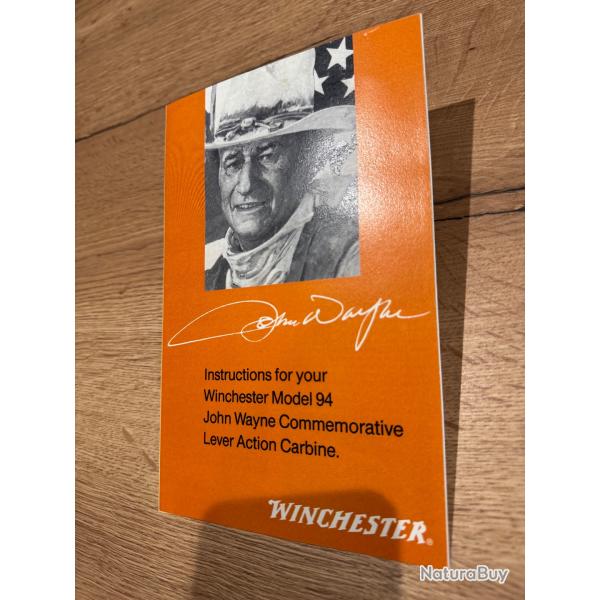 John Wayne
Instructions for your
Winchester Model 94
John Wayne Commemorative
Lever Action Carbine.
WINCHESTER®
NaturaBuy